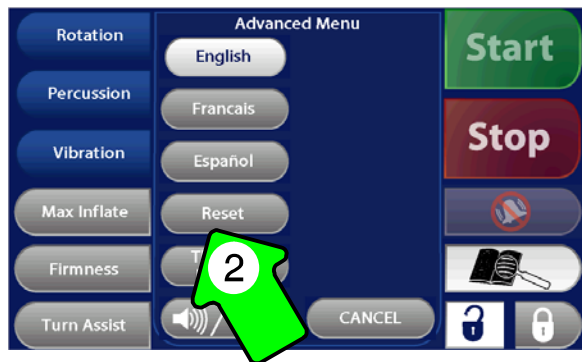 Advanced Menu
Rotation
Percussion
Vibration
Max Inflate
Firmness
Turn Assist
English
Francais
Español
Reset
2
CANCEL
Start
Stop